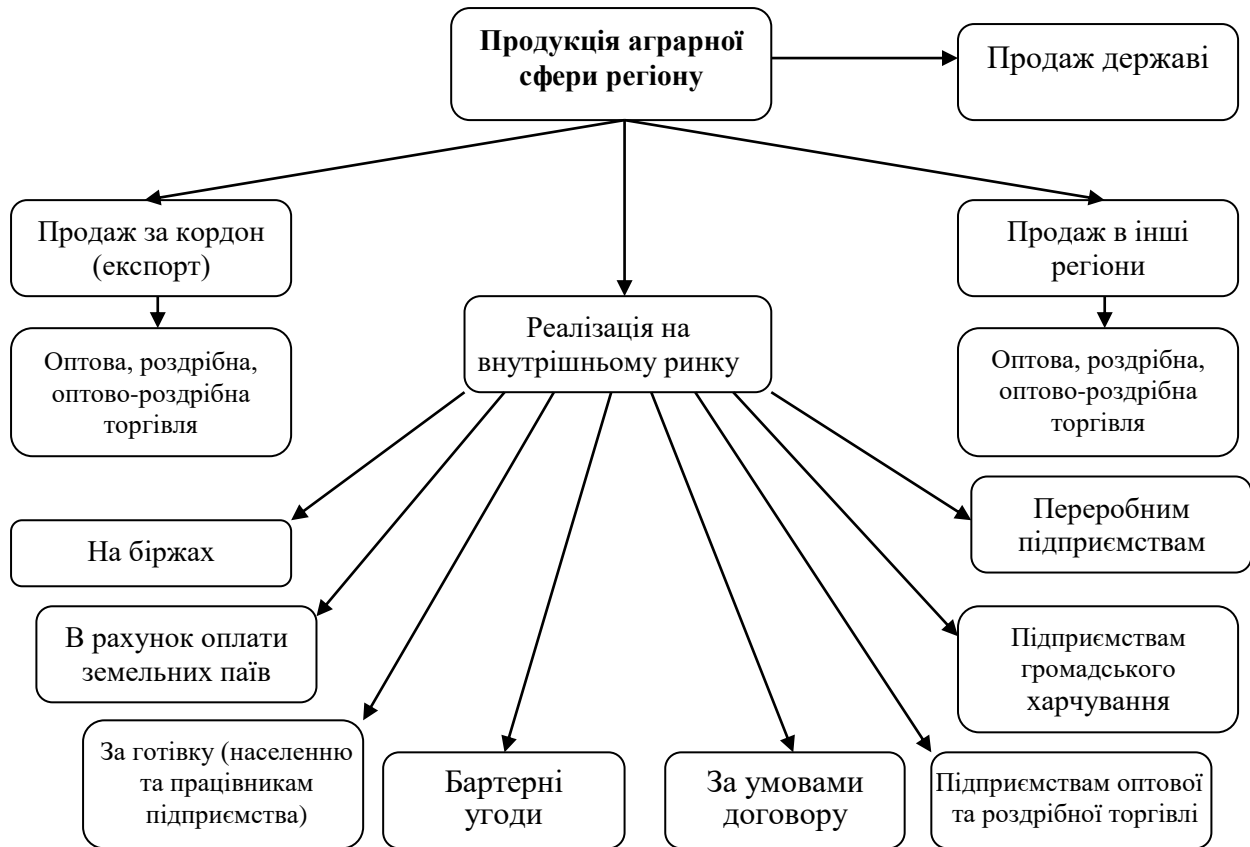 Продукція аграрної
сфери регіону
Продаж державі
Продаж за кордон
(експорт)
Продаж в інші
регіони
Реалізація на
внутрішньому ринку
Оптова, роздрібна,
оптово-роздрібна
торгівля
Оптова, роздрібна,
оптово-роздрібна
торгівля
На біржах
Переробним
підприємствам
В рахунок оплати
земельних паїв
Підприємствам
громадського
харчування
За готівку (населенню
та працівникам
підприємства)
Бартерні
угоди
За умовами
договору
Підприємствам оптової
та роздрібної торгівлі